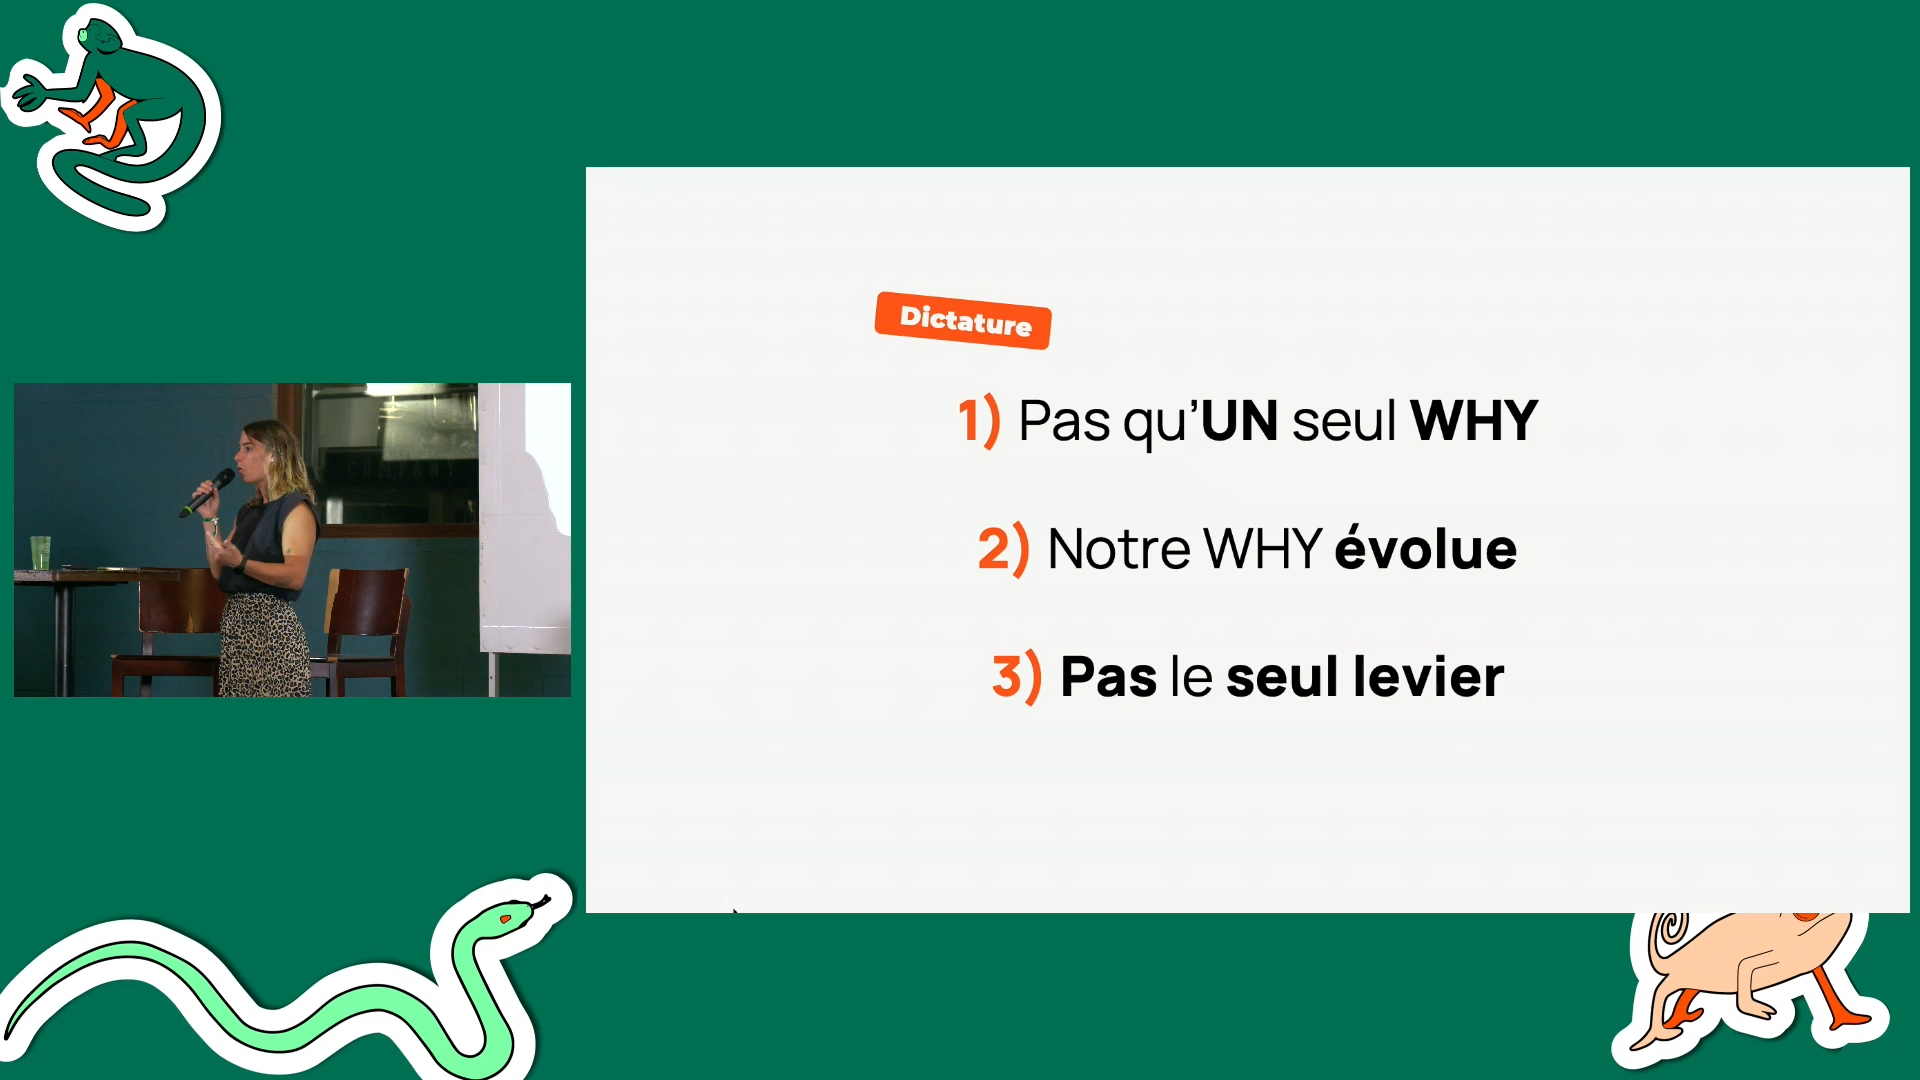 Dictature
1) Pas qu’UN seul WHY
2) Notre WHY évolue
3) Pas le seul levier